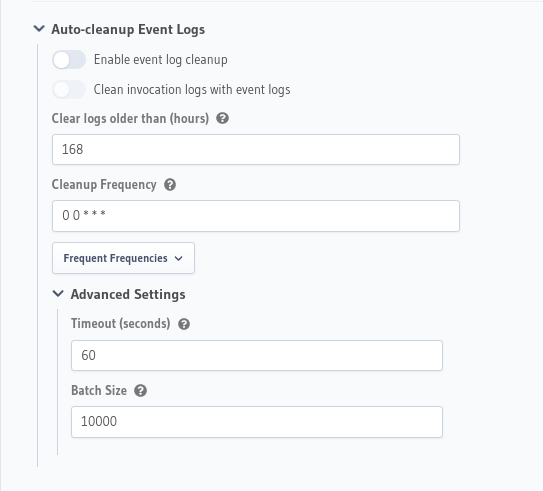 Auto-cleanup Event Logs
Enable event log cleanup
Clean invocation logs with event logs
Clear logs older than (hours) ?
168
Cleanup Frequency ?
0 0 * * *
Frequent Frequencies
Advanced Settings
Timeout (seconds) ?
60
Batch Size ?
10000